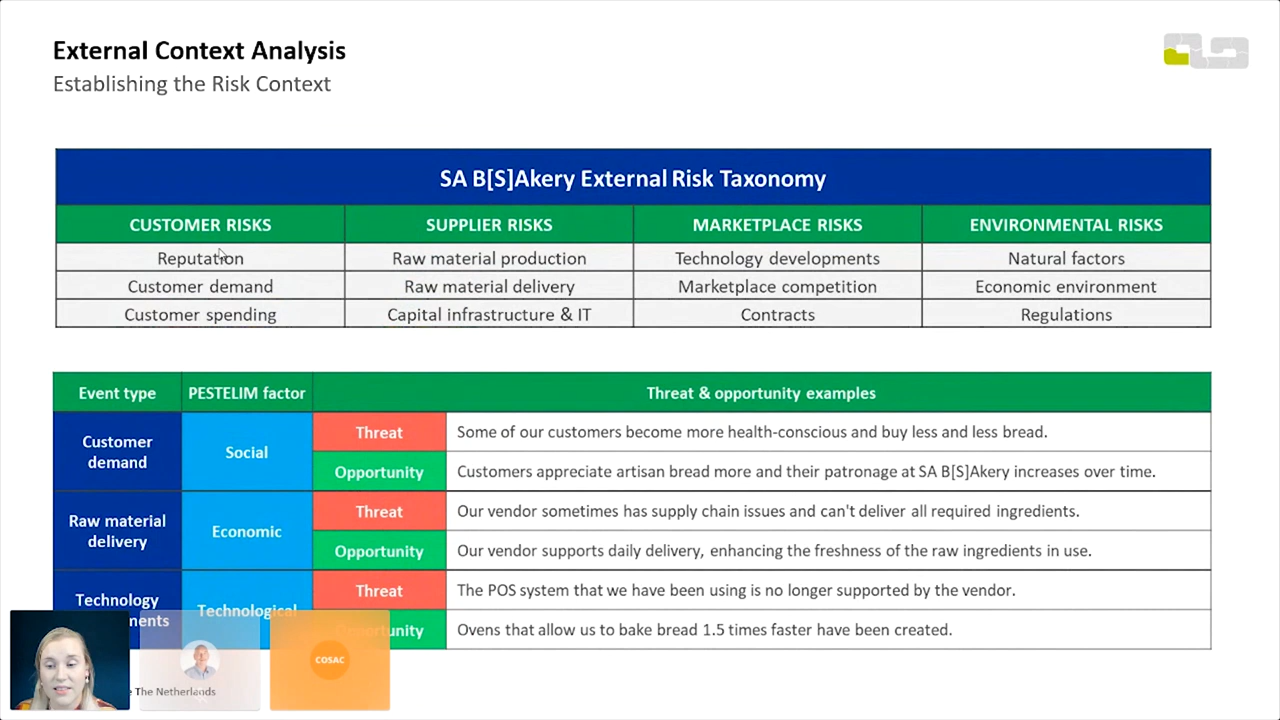 External Context Analysis
Establishing the Risk Context
SA B[S]Akery External Risk Taxonomy
CUSTOMER RISKS SUPPLIER RISKS MARKETPLACE RISKS ENVIRONMENTAL RISKS
Reputation Raw material production Technology developments Natural factors
Customer demand Raw material delivery Marketplace competition Economic environment
Customer spending Capital infrastructure & IT Contracts Regulations
Event type PESTELIM factor Threat & opportunity examples
Customer demand Social Threat Some of our customers become more health-conscious and buy less and less bread.
Opportunity Customers appreciate artisan bread more and their patronage at SA B[S]Akery increases over time.
Raw material delivery Economic Threat Our vendor sometimes has supply chain issues and can't deliver all required ingredients.
Opportunity Our vendor supports daily delivery, enhancing the freshness of the raw ingredients in use.
Technology Technological Threat The POS system that we have been using is no longer supported by the vendor.
Opportunity Ovens that allow us to bake bread 1.5 times faster have been created.
The Netherlands
COSAC